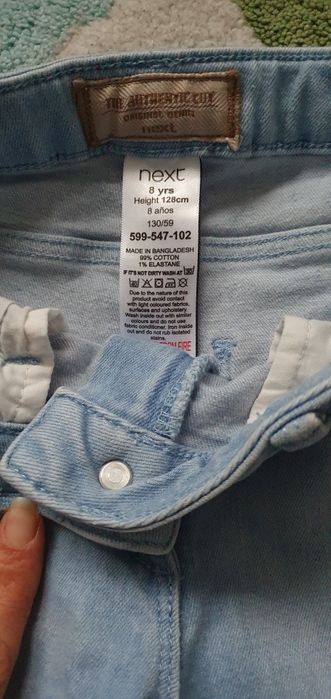 THE AUTHENTIC CUT
ORIGINAL DENIM
next
next
8 yrs
Height 128cm
8 años
130/59
599-547-102
MADE IN BANGLADESH
99% COTTON
1% ELASTANE
IF IT'S NOT DIRTY WASH AT
Due to the nature of this
product avoid contact
with light coloured fabrics,
surfaces and upholstery.
Wash inside out with similar
colours and do not use
fabric conditioner. Iron inside
out and do not rub isolated
stains.
FIRE